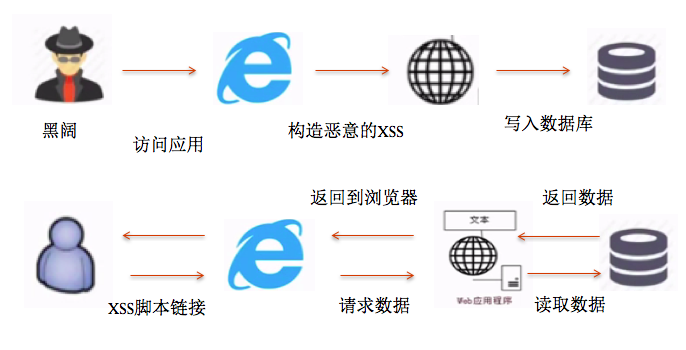 黑阔
访问应用
构造恶意的XSS
写入数据库
返回到浏览器
返回数据
文本
Web应用程序
XSS脚本链接
请求数据
读取数据